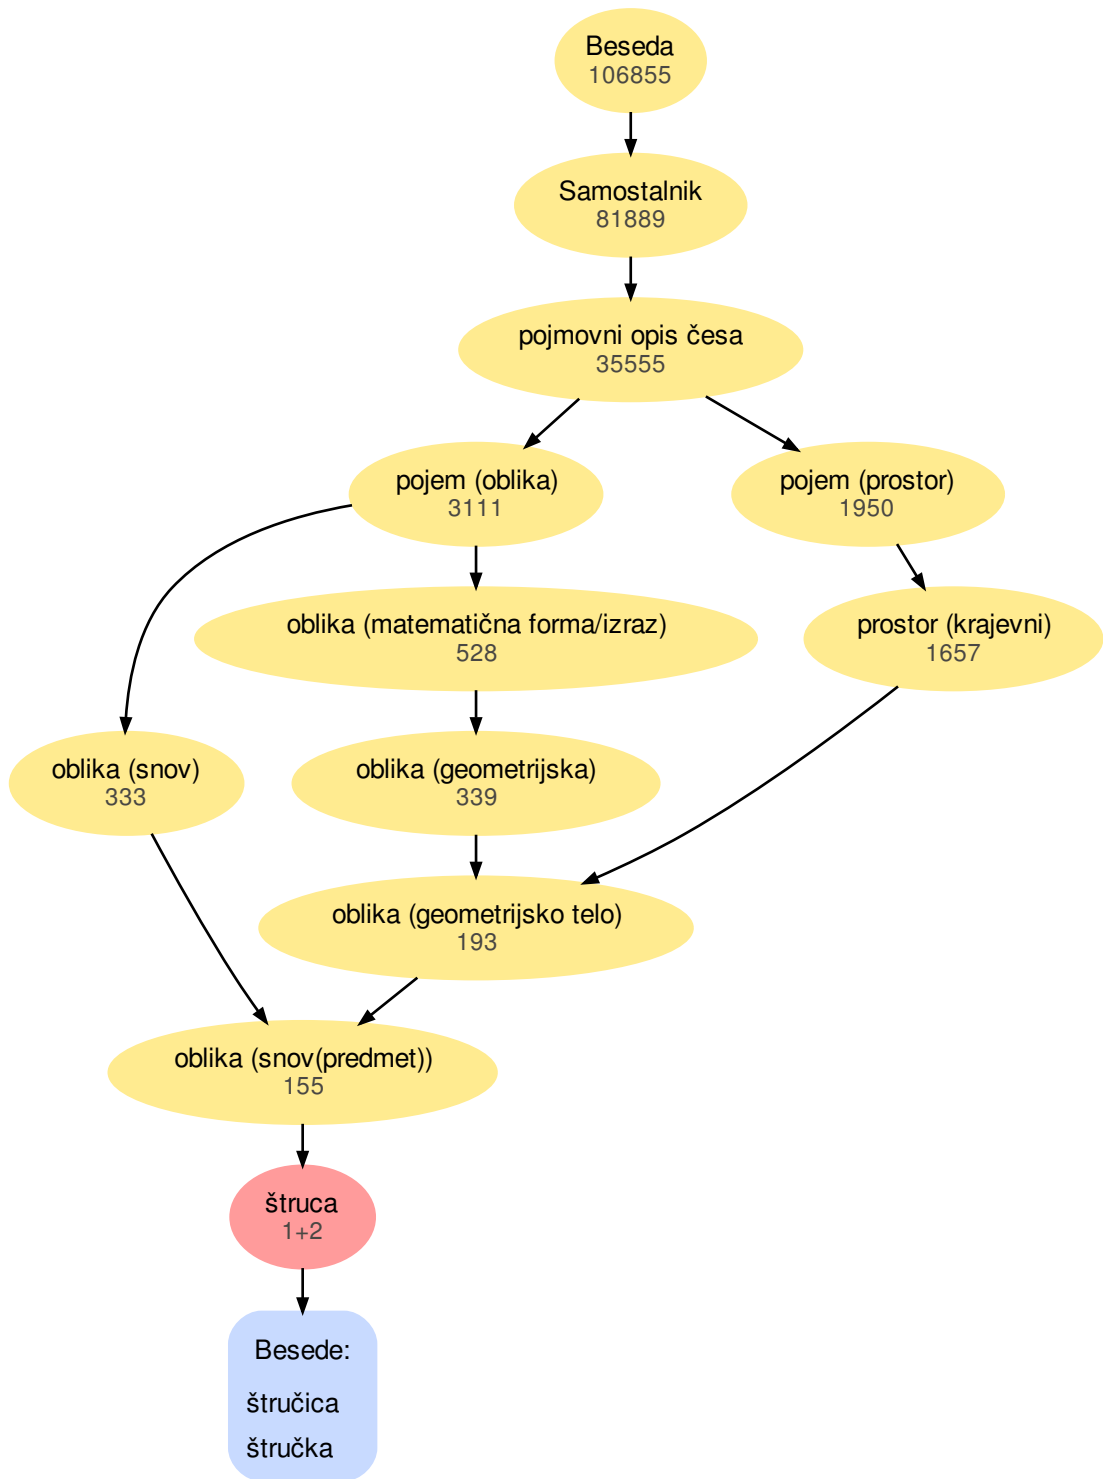 Beseda
106855
Samostalnik
81889
pojmovni opis česa
35555
pojem (oblika)
3111
pojem (prostor)
1950
oblika (matematična forma/izraz)
528
prostor (krajevni)
1657
oblika (snov)
333
oblika (geometrijska)
339
oblika (geometrijsko telo)
193
oblika (snov(predmet))
155
štruca
1+2
Besede:
štručica
štručka